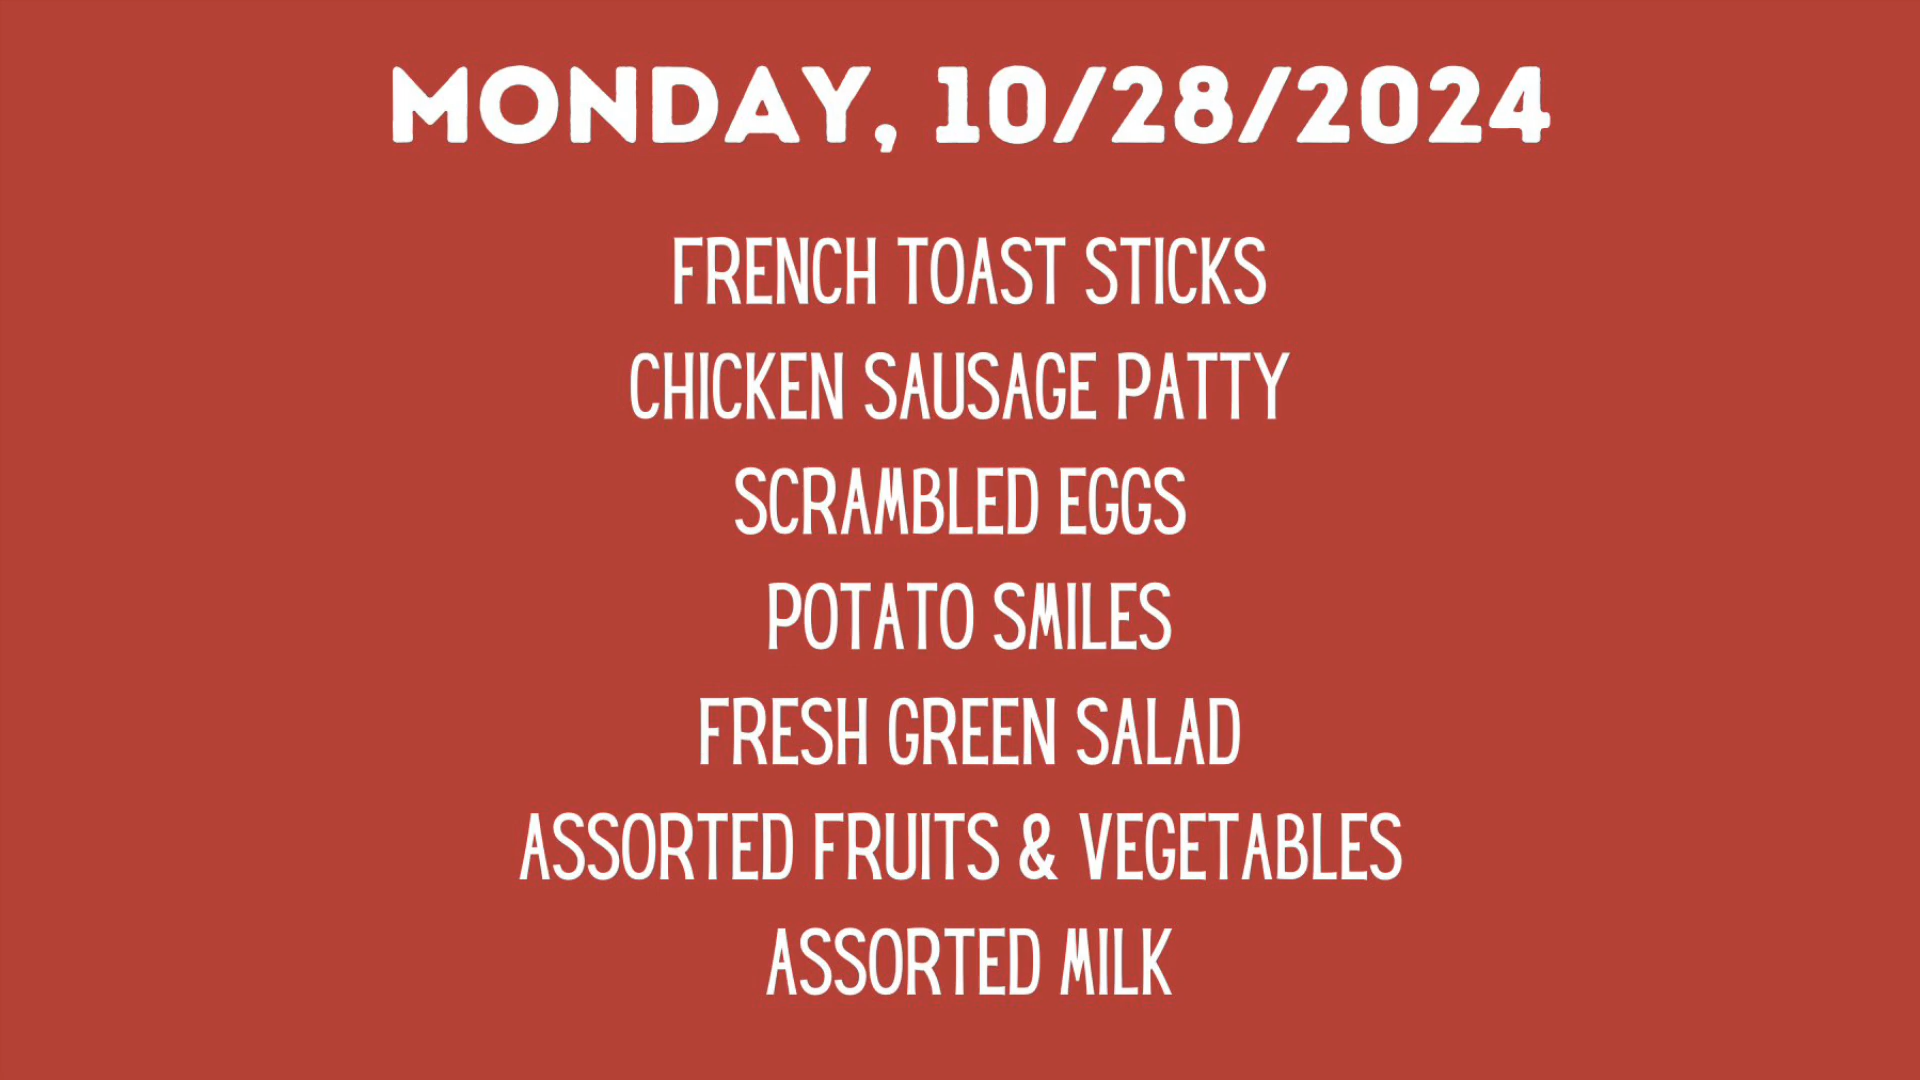 MONDAY, 10/28/2024
FRENCH TOAST STICKS
CHICKEN SAUSAGE PATTY
SCRAMBLED EGGS
POTATO SMILES
FRESH GREEN SALAD
ASSORTED FRUITS & VEGETABLES
ASSORTED MILK